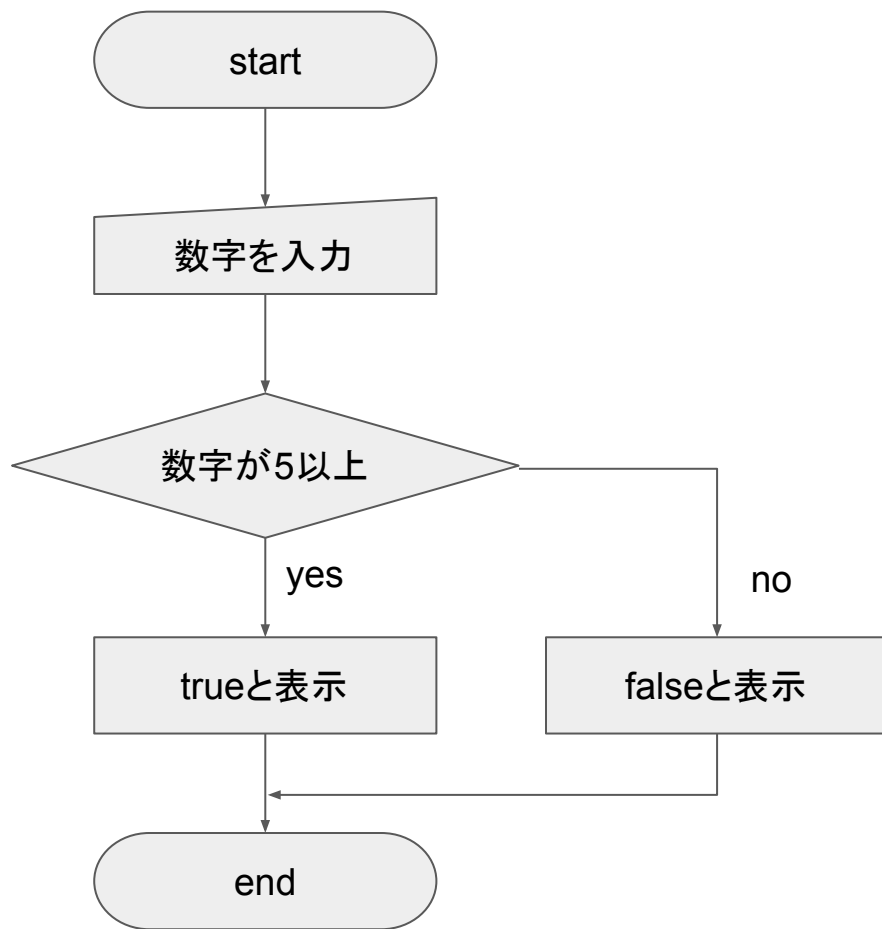 start
数字を入力
数字が5以上
yes
no
trueと表示
falseと表示
end